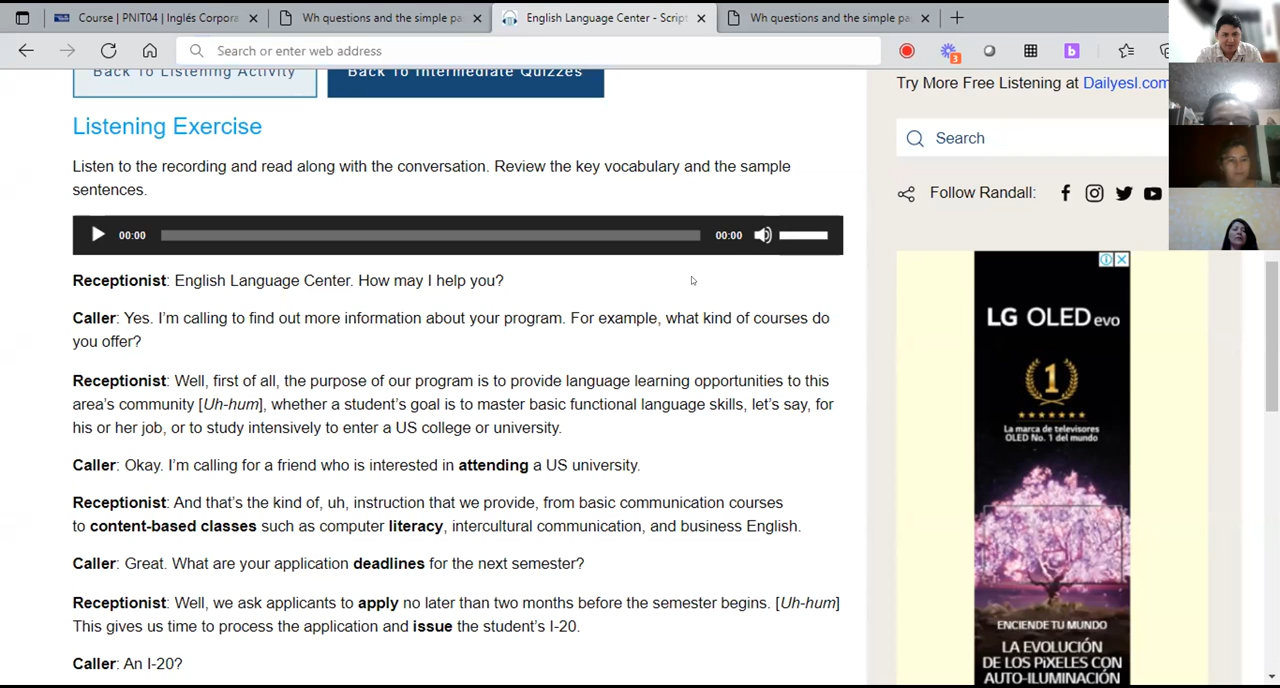 Course | PNIT04 | Inglés Corpora
Wh questions and the simple pa
English Language Center - Script
Wh questions and the simple pa
Search or enter web address
3
b
Back To Listening Activity
Back To Intermediate Quizzes
Try More Free Listening at Dailyesl.com
Listening Exercise
Search
Listen to the recording and read along with the conversation. Review the key vocabulary and the sample
sentences.
Follow Randall:
00:00
00:00
Receptionist: English Language Center. How may I help you?
Caller: Yes. I'm calling to find out more information about your program. For example, what kind of courses do
you offer?
Receptionist: Well, first of all, the purpose of our program is to provide language learning opportunities to this
area's community [Uh-hum], whether a student's goal is to master basic functional language skills, let's say, for
his or her job, or to study intensively to enter a US college or university.
Caller: Okay. I'm calling for a friend who is interested in attending a US university.
Receptionist: And that's the kind of, uh, instruction that we provide, from basic communication courses
to content-based classes such as computer literacy, intercultural communication, and business English.
Caller: Great. What are your application deadlines for the next semester?
Receptionist: Well, we ask applicants to apply no later than two months before the semester begins. [Uh-hum]
This gives us time to process the application and issue the student's I-20.
Caller: An I-20?
LG OLED evo
1
La marca de televisores
OLED No. 1 del mundo
ENCIENDE TU MUNDO
LA EVOLUCIÓN
DE LOS PíXELES CON
AUTO-ILUMINACIÓN